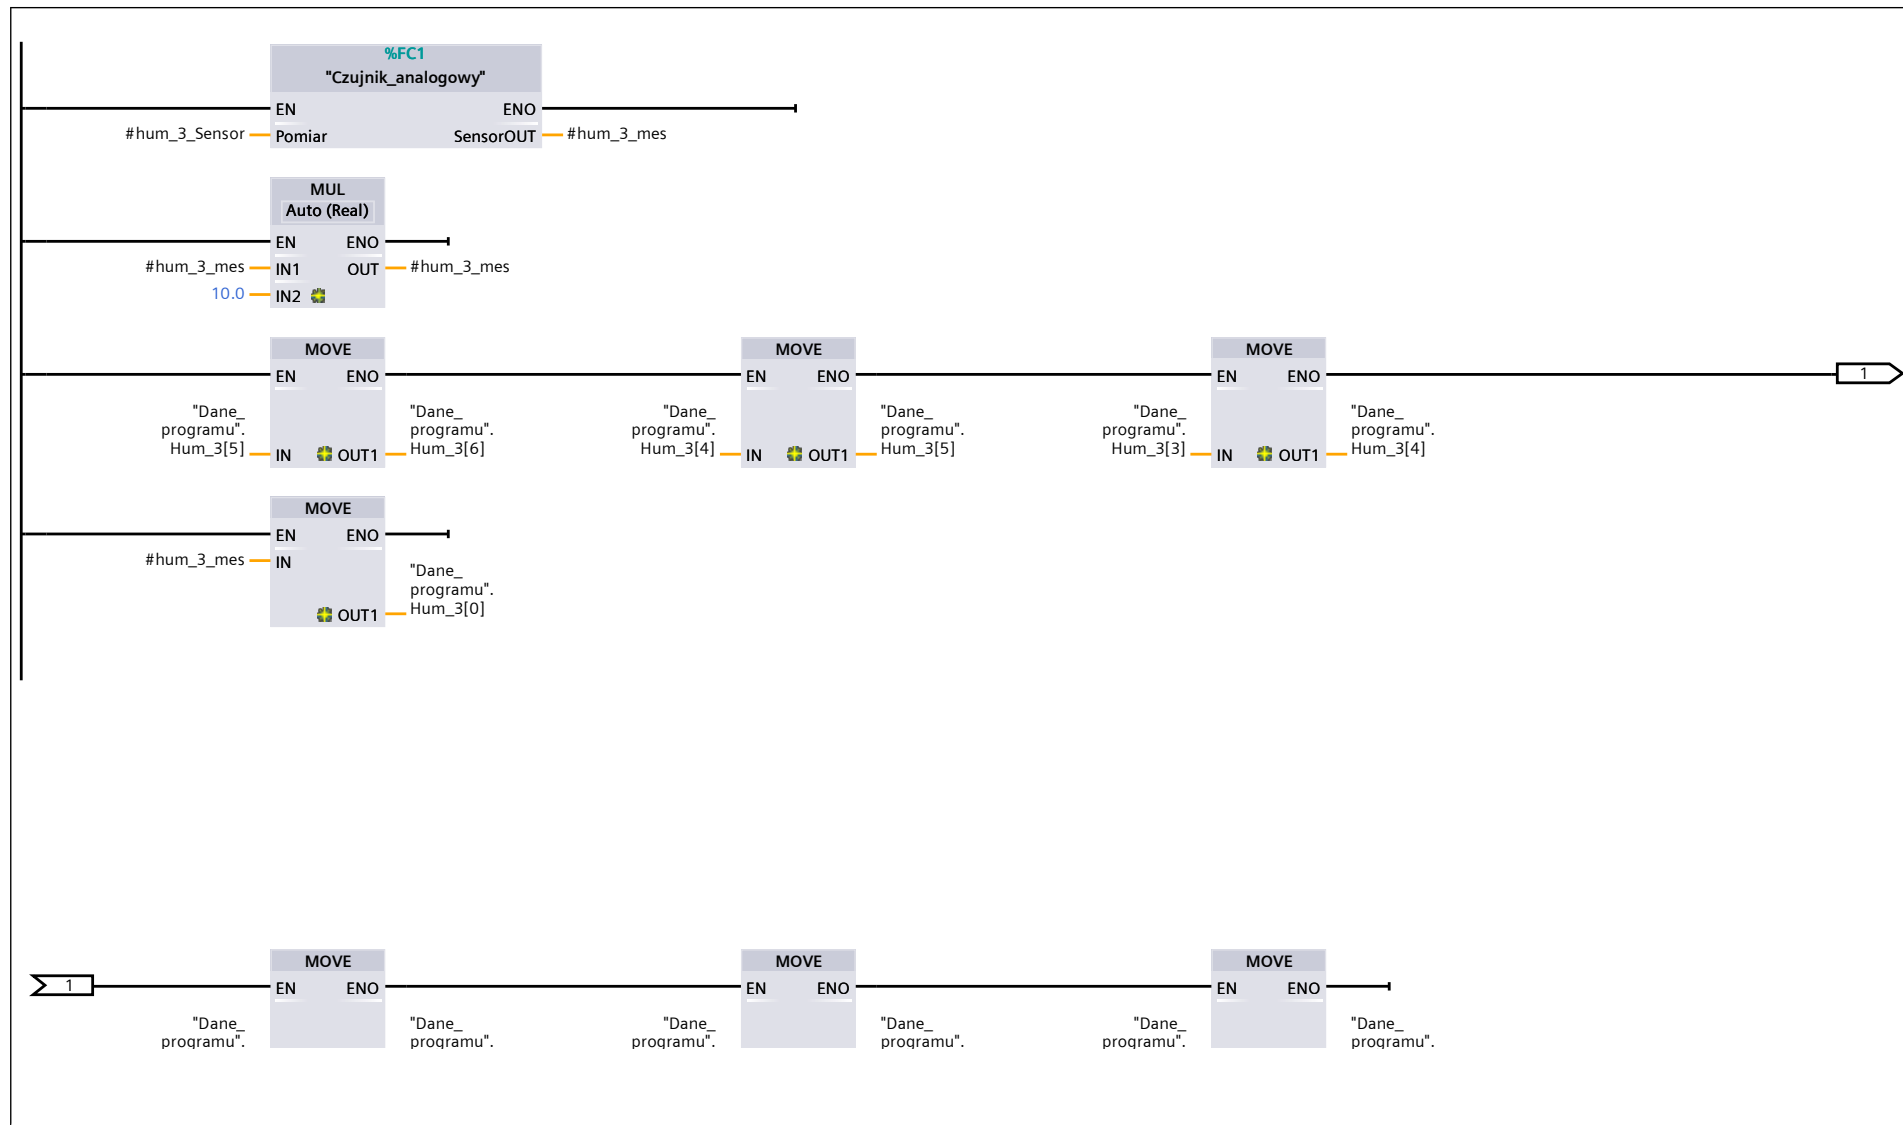 %FC1
"Czujnik_analogowy"
EN ENO
#hum_3_Sensor Pomiar SensorOUT #hum_3_mes
MUL
Auto (Real)
EN ENO
#hum_3_mes IN1 OUT #hum_3_mes
10.0 IN2
MOVE MOVE MOVE
EN ENO EN ENO EN ENO 1
"Dane_ "Dane_ "Dane_ "Dane_ "Dane_ "Dane_
programu". programu". programu". programu". programu". programu".
Hum_3[5] IN OUT1 Hum_3[6] Hum_3[4] IN OUT1 Hum_3[5] Hum_3[3] IN OUT1 Hum_3[4]
MOVE
EN ENO
#hum_3_mes IN
"Dane_
programu".
OUT1 Hum_3[0]
MOVE MOVE MOVE
1 EN ENO EN ENO EN ENO
"Dane_ "Dane_ "Dane_ "Dane_ "Dane_ "Dane_
programu". programu". programu". programu". programu". programu".